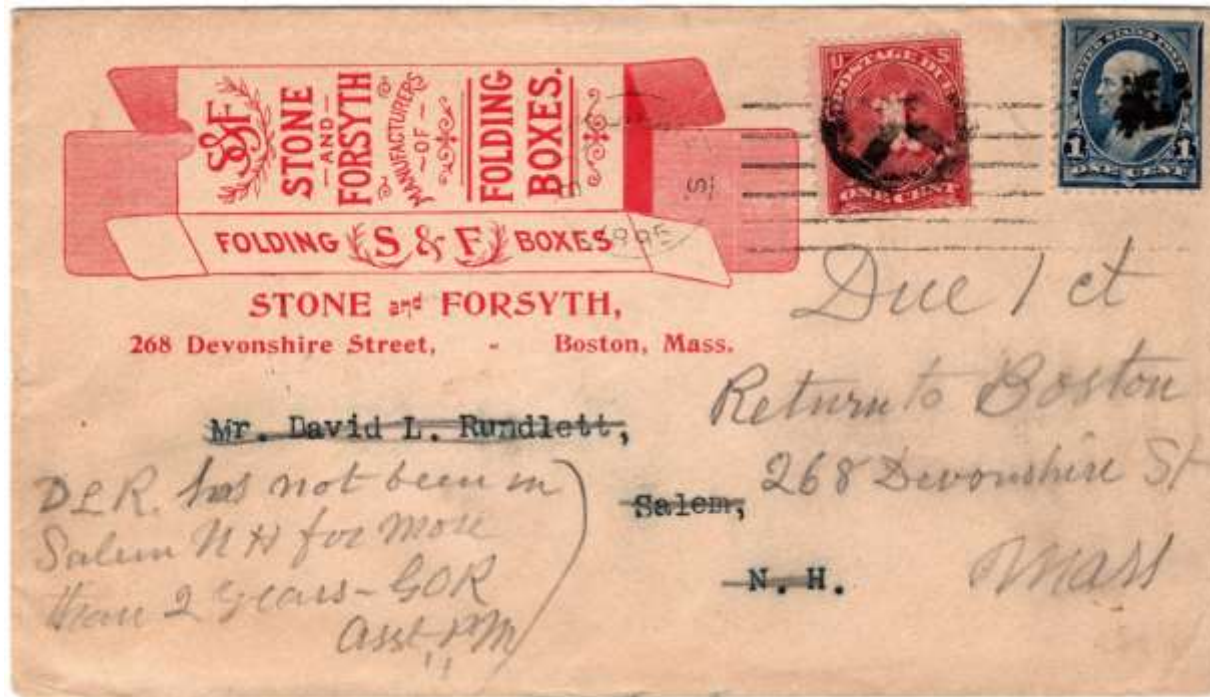 S&F
STONE
AND
FORSYTH
MANUFACTURERS
OF
FOLDING
BOXES.
FOLDING S & F BOXES
STONE and FORSYTH,
268 Devonshire Street, - Boston, Mass.
U S
POSTAGE DUE
ONE CENT
UNITED STATES POSTAGE
1 1
ONE CENT
Due 1 ct
Return to Boston
268 Devonshire St
Mass
Mr. David L. Rundlett,
Salem,
N. H.
D L R. has not been in
Salem N H for more
than 2 years - GOR
Asst. P.M.